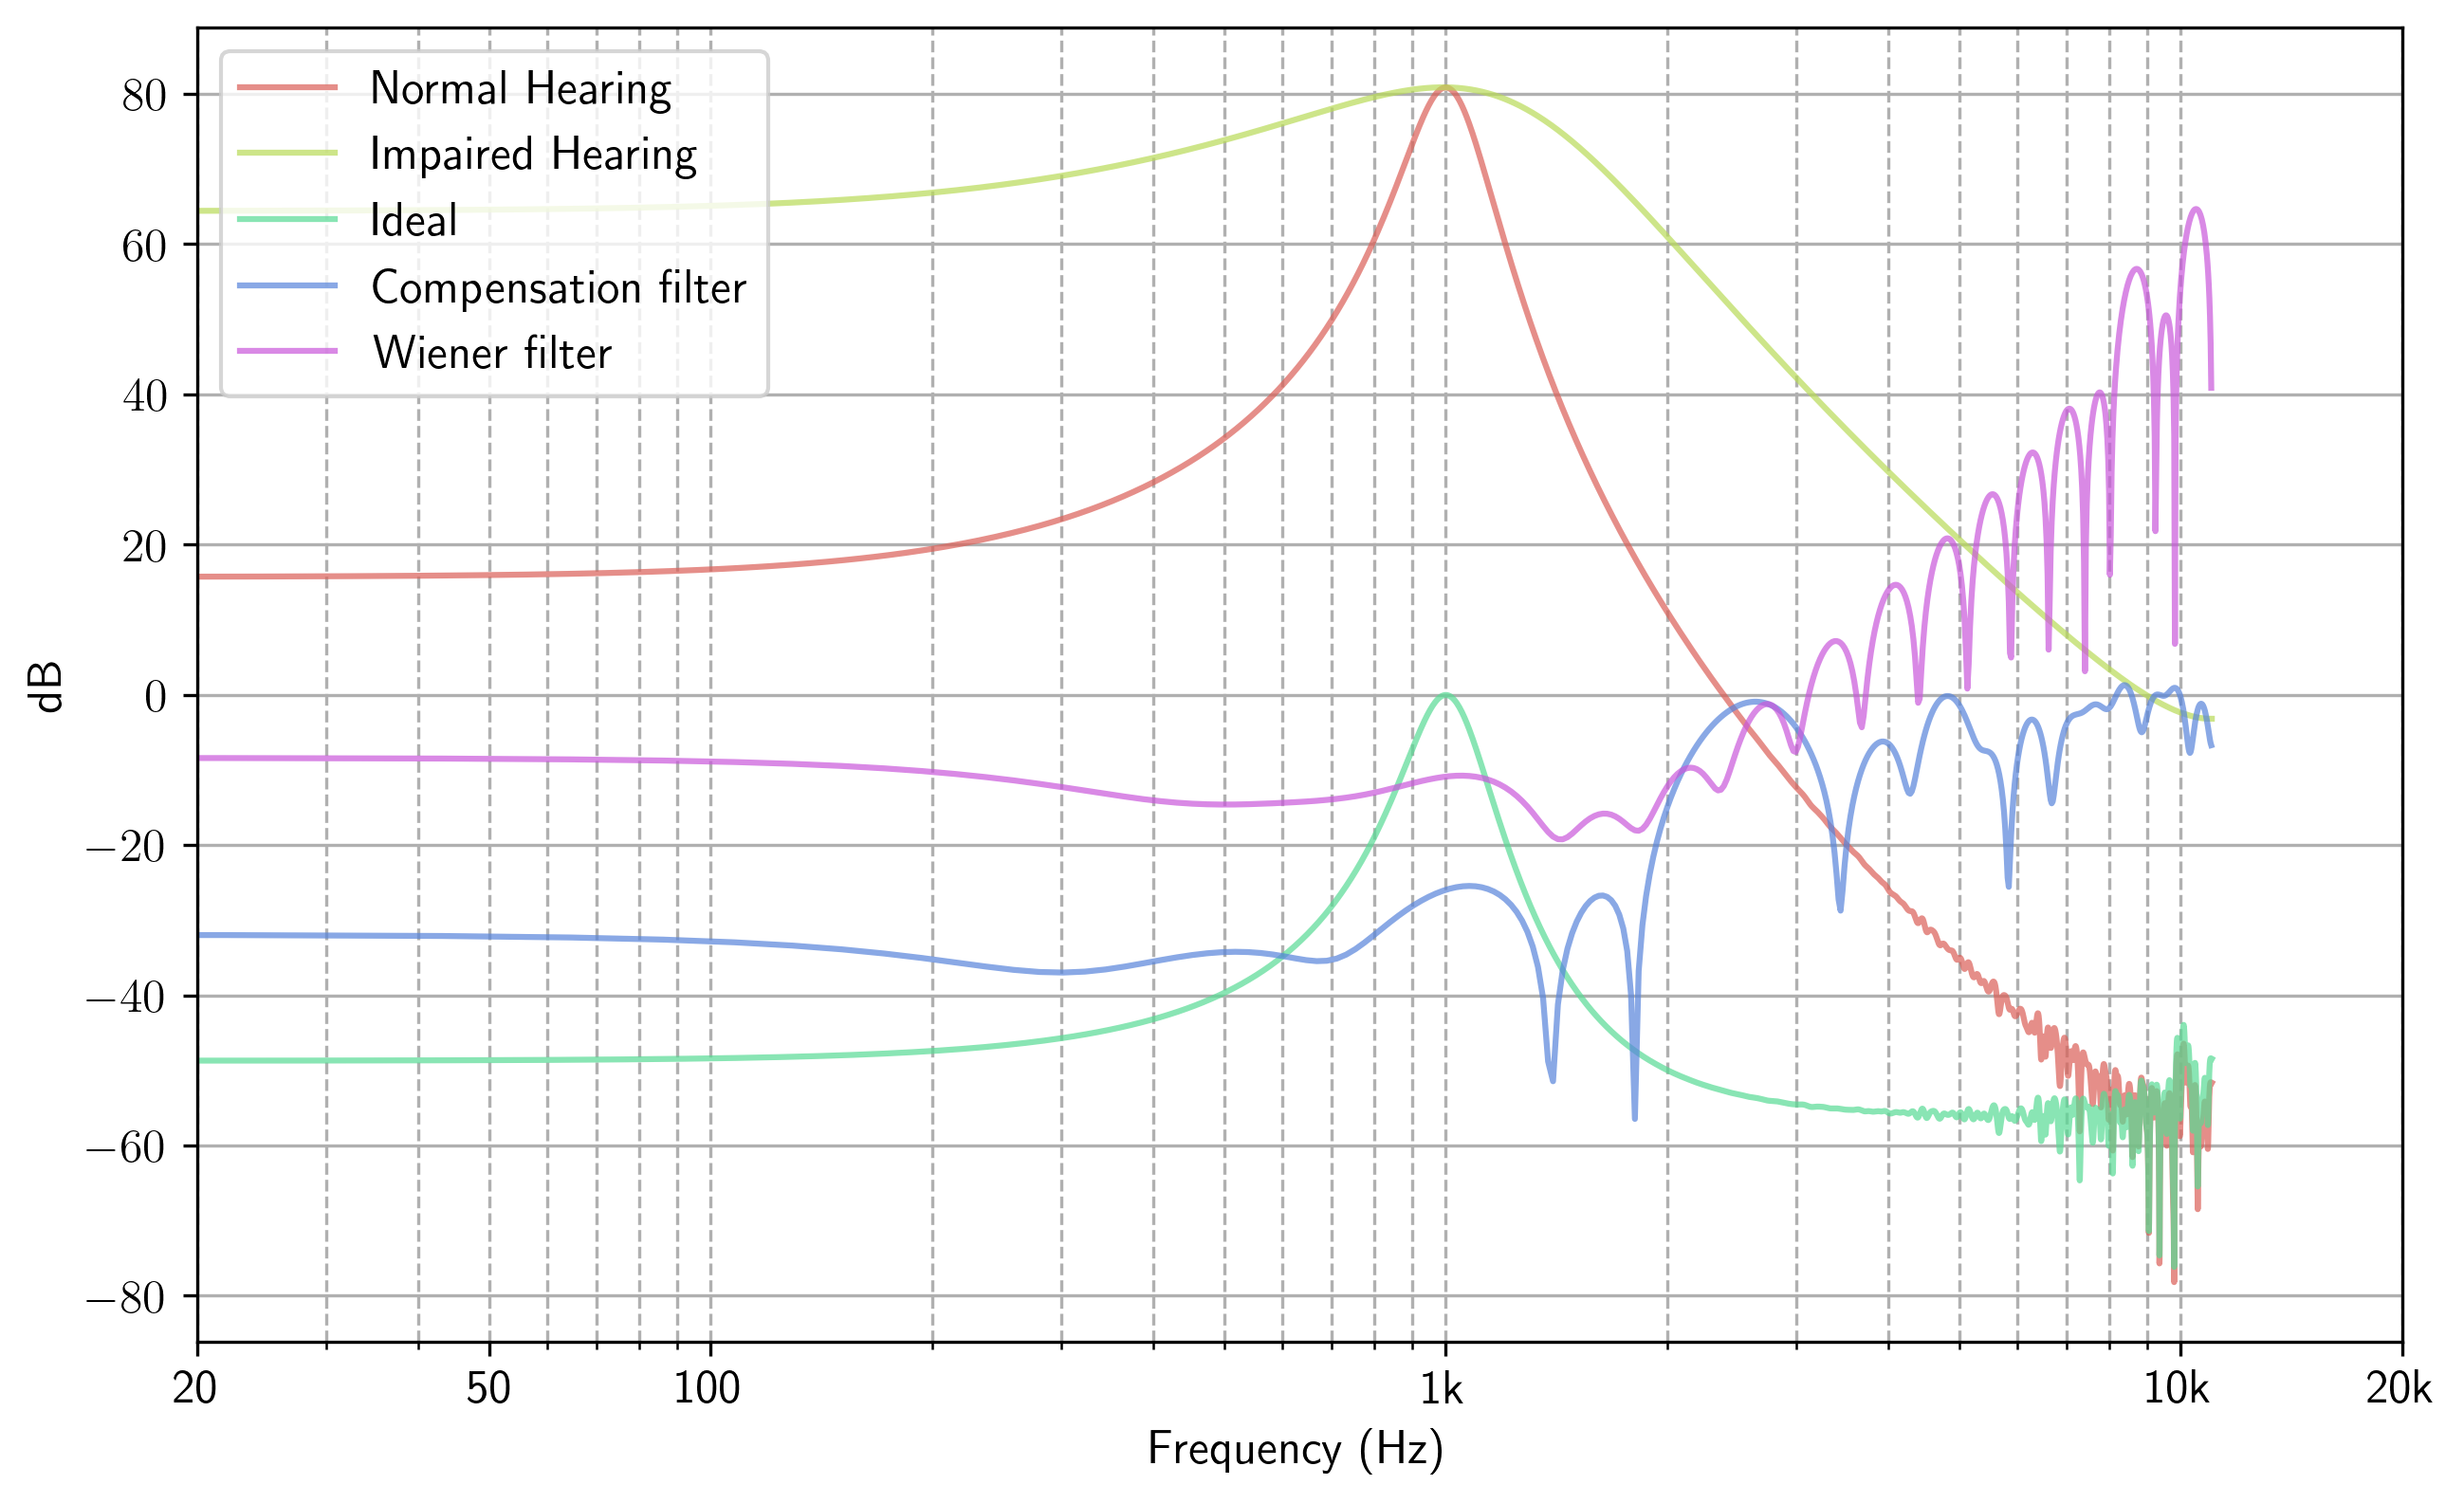 Normal Hearing
Impaired Hearing
Ideal
Compensation filter
Wiener filter
80
60
40
20
0
−20
−40
−60
−80
dB
20 50 100 1k 10k 20k
Frequency (Hz)